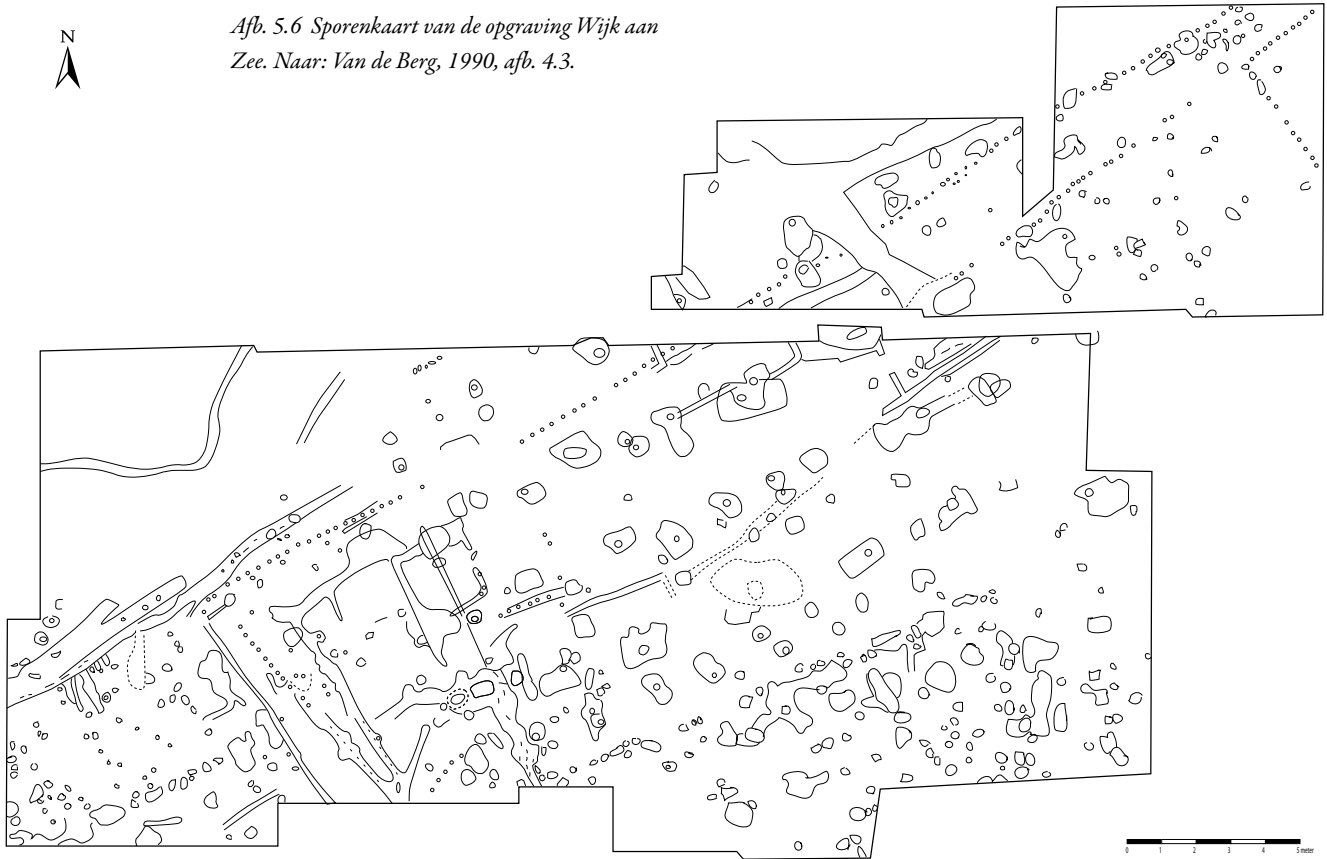 N
Afb. 5.6 Sporenkaart van de opgraving Wijk aan
Zee. Naar: Van de Berg, 1990, afb. 4.3.
0 1 2 3 4 5 meter